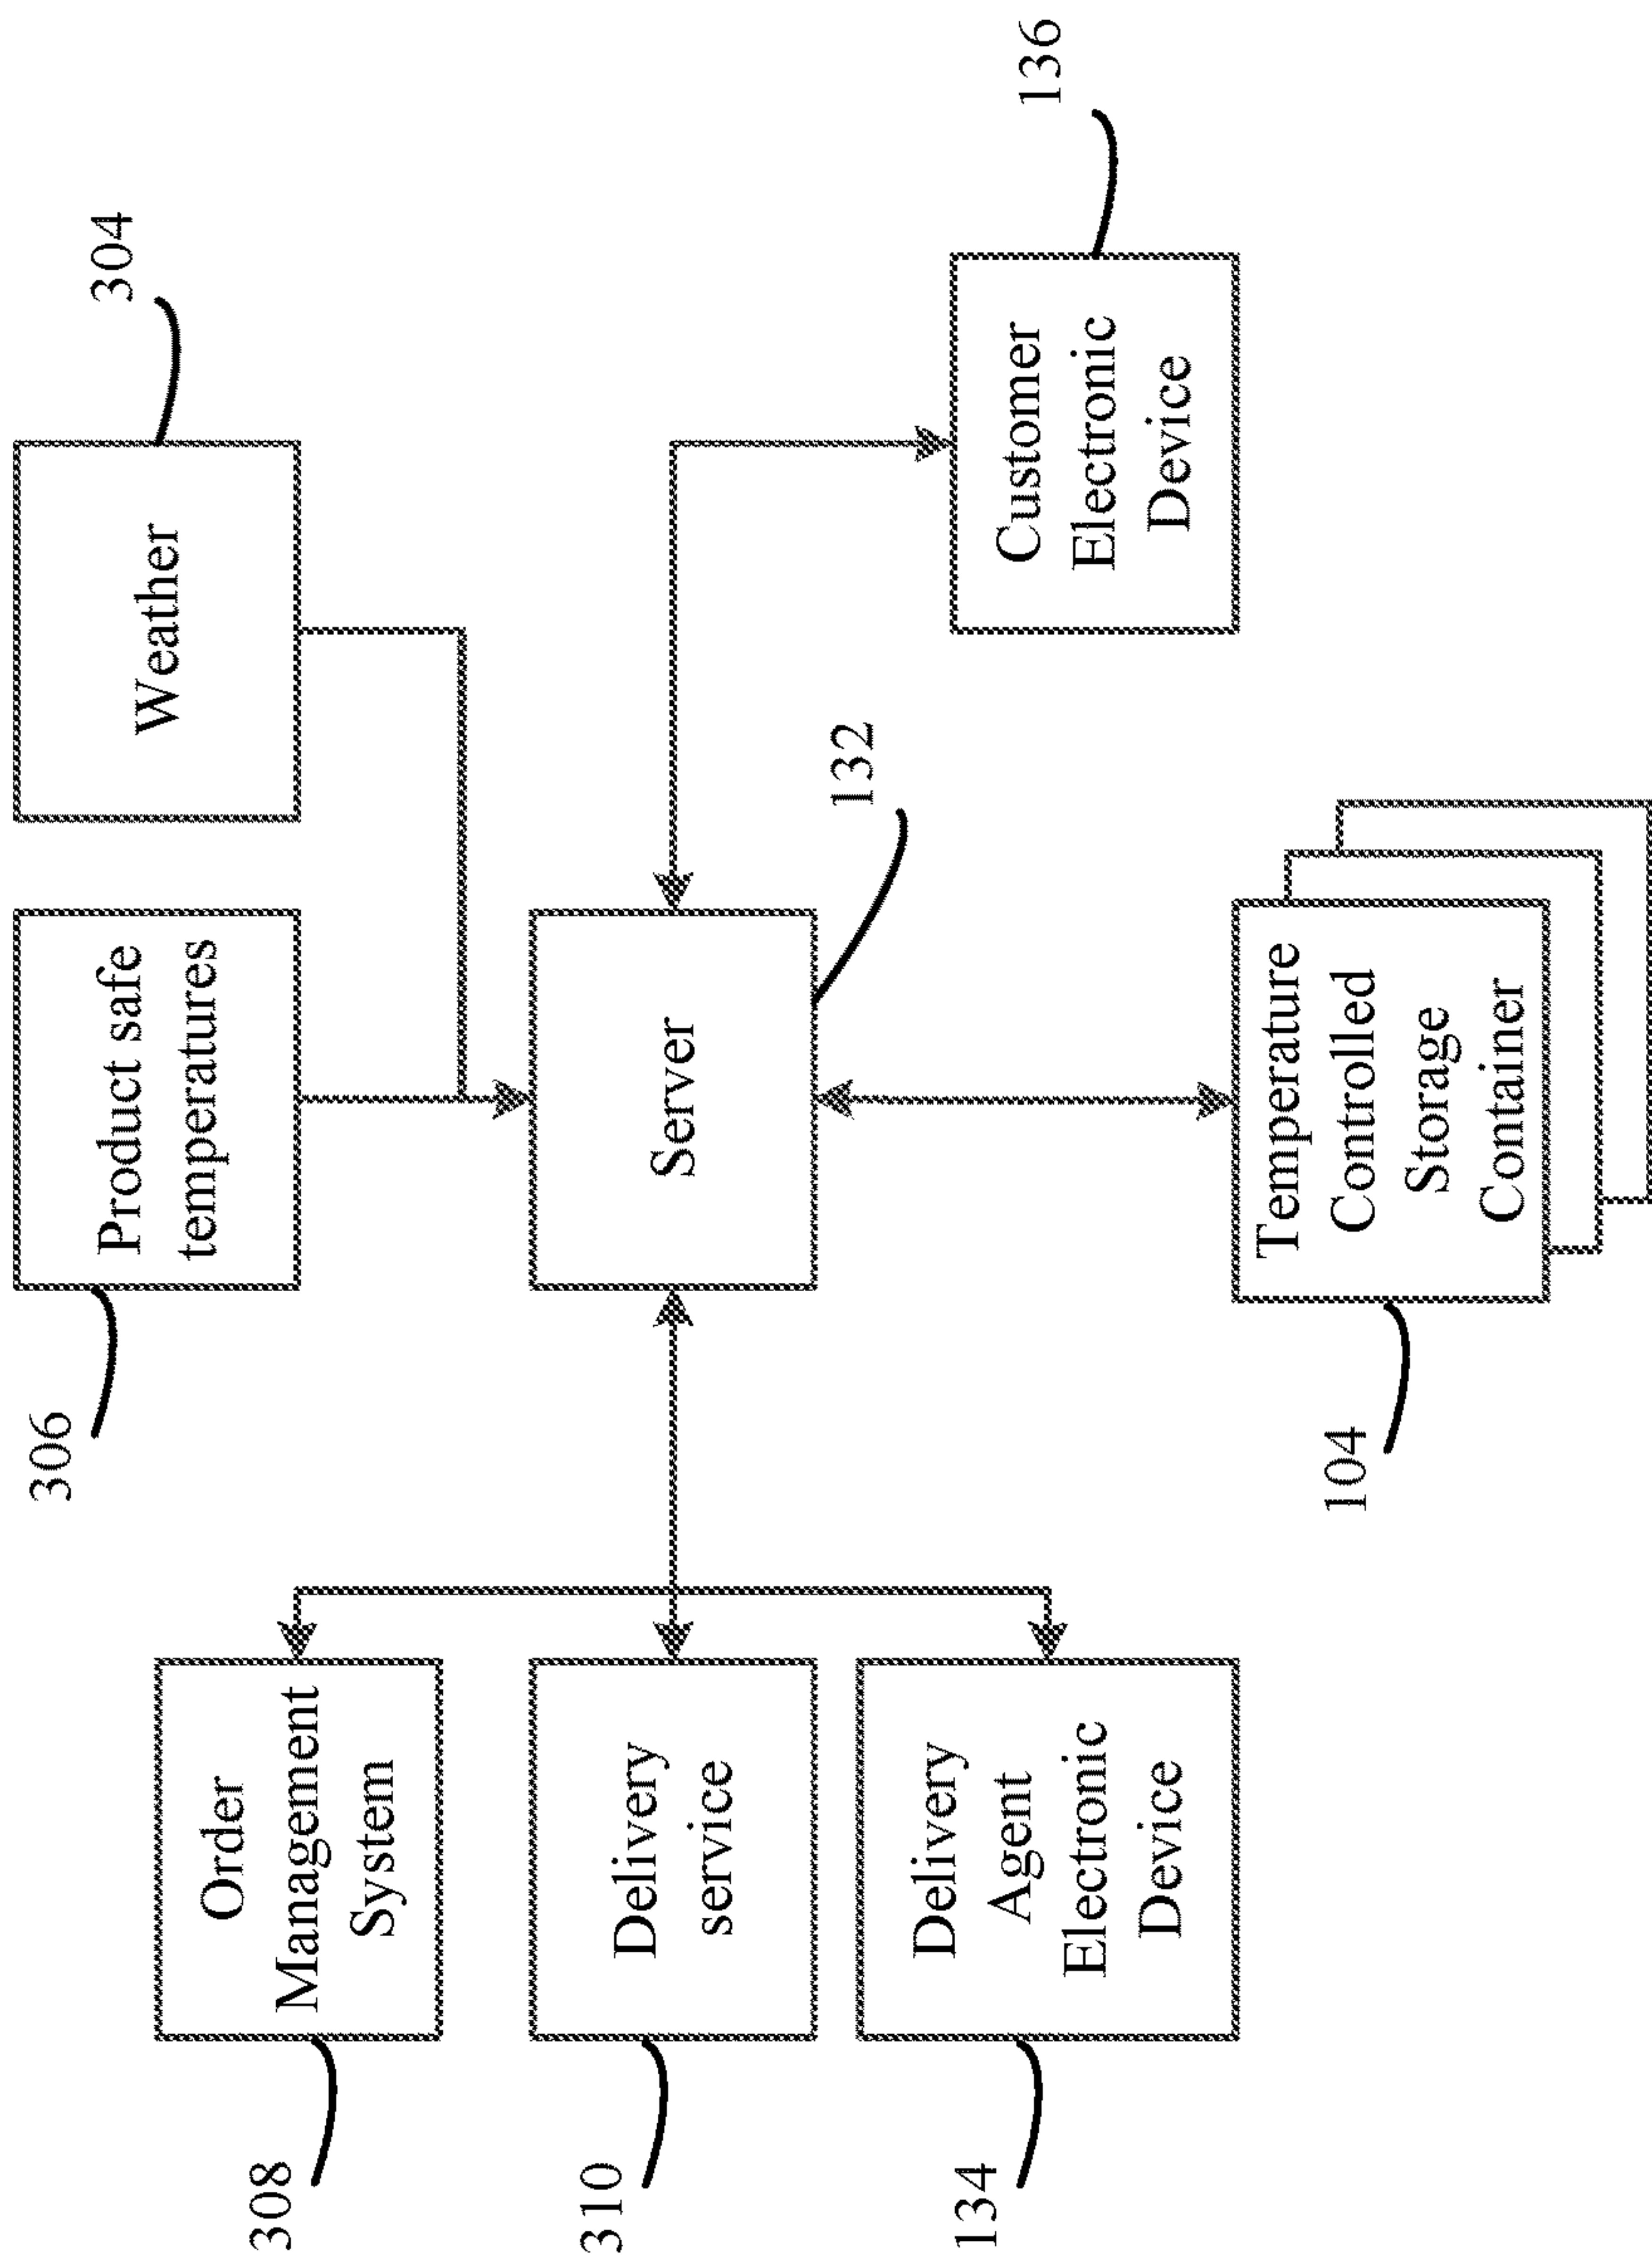 306
Product safe
temperatures
304
Weather
308
Order
Management
System
310
Delivery
service
134
Delivery
Agent
Electronic
Device
Server
132
Customer
Electronic
Device
136
104
Temperature
Controlled
Storage
Container